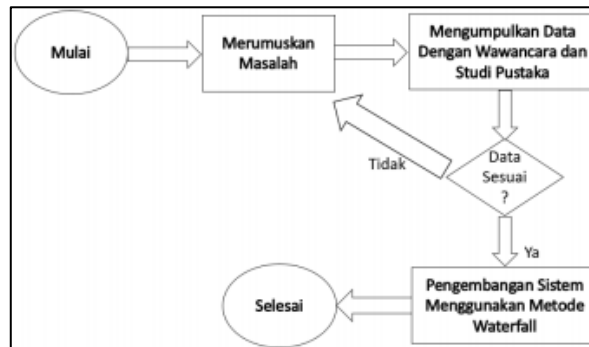 Mulai
Merumuskan
Masalah
Mengumpulkan Data
Dengan Wawancara dan
Studi Pustaka
Tidak
Data
Sesuai
?
Ya
Pengembangan Sistem
Menggunakan Metode
Waterfall
Selesai